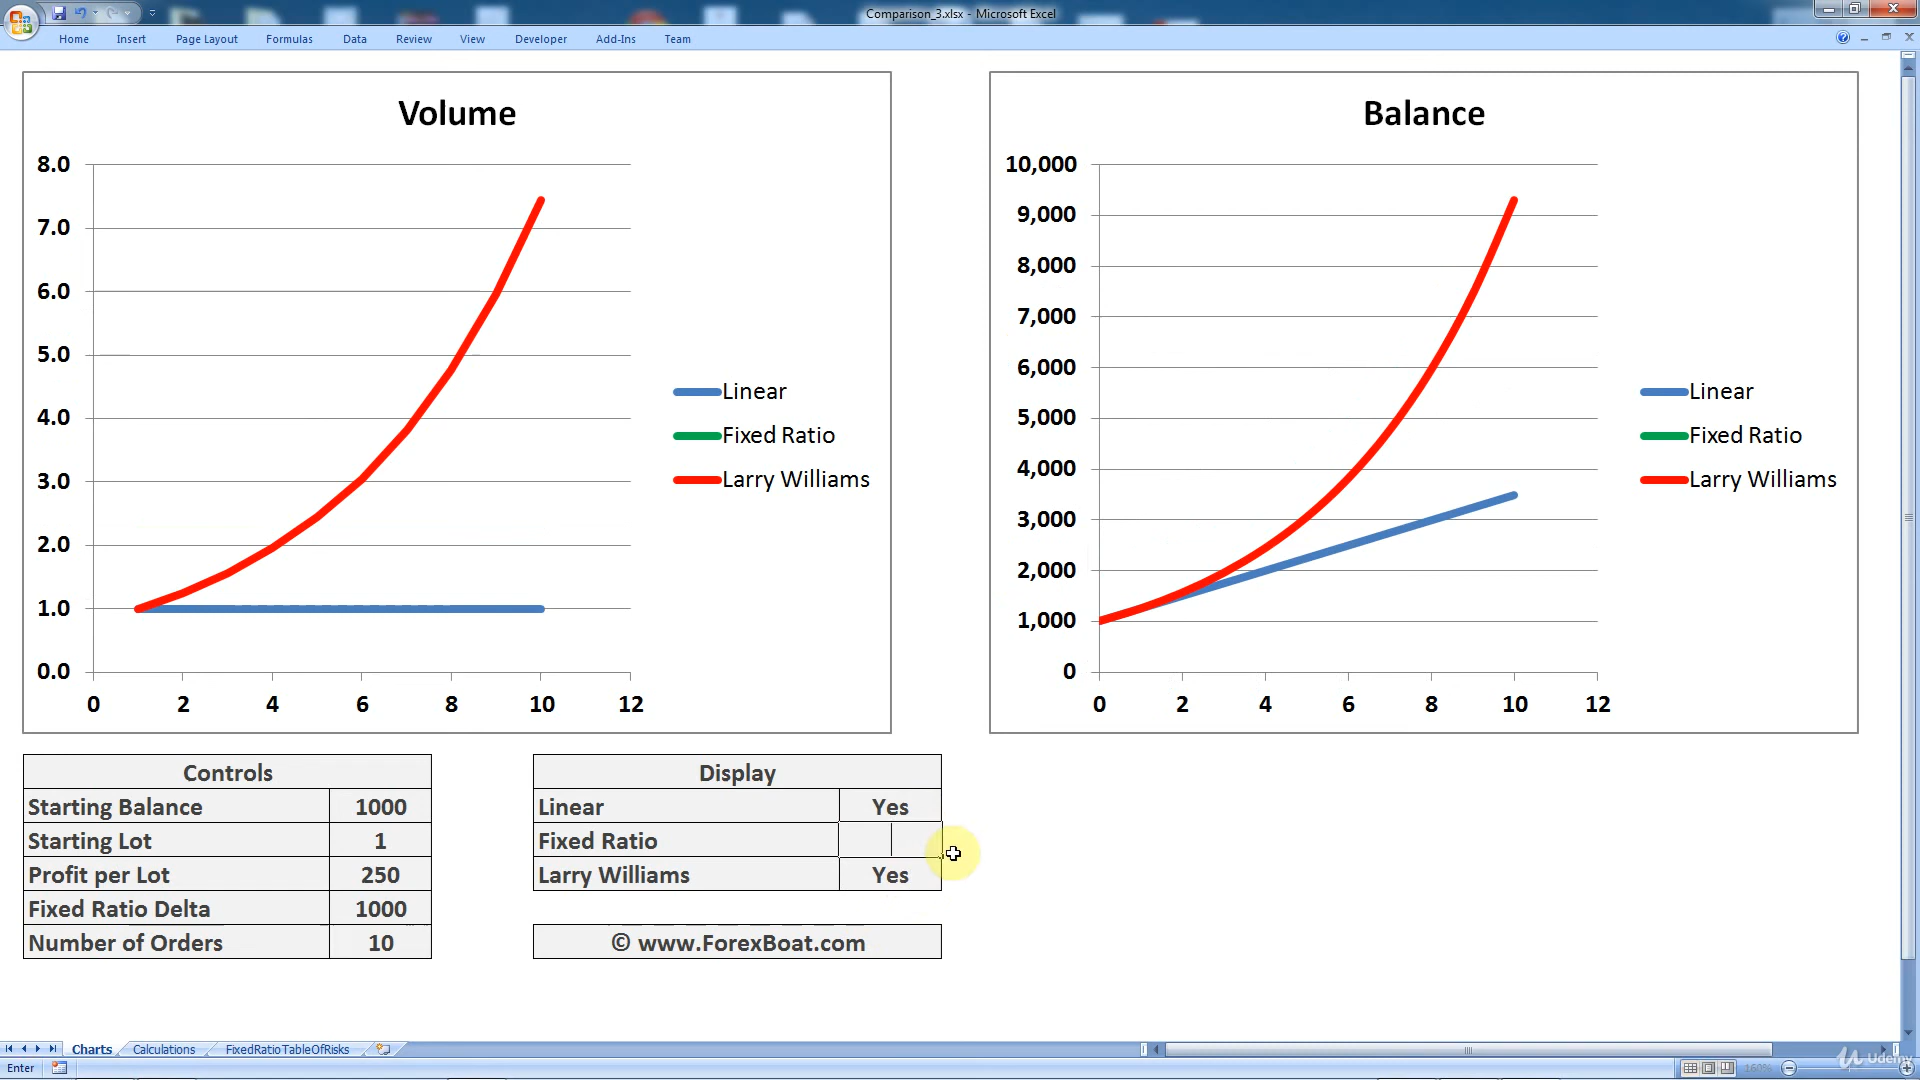 Comparison_3.xlsx - Microsoft Excel
Home Insert Page Layout Formulas Data Review View Developer Add-Ins Team
Volume
8.0
7.0
6.0
5.0
4.0
3.0
2.0
1.0
0.0
0 2 4 6 8 10 12
Linear
Fixed Ratio
Larry Williams
Balance
10,000
9,000
8,000
7,000
6,000
5,000
4,000
3,000
2,000
1,000
0
0 2 4 6 8 10 12
Linear
Fixed Ratio
Larry Williams
Controls
Starting Balance 1000
Starting Lot 1
Profit per Lot 250
Fixed Ratio Delta 1000
Number of Orders 10
Display
Linear Yes
Fixed Ratio
Larry Williams Yes
© www.ForexBoat.com
Charts Calculations FixedRatioTableOfRisks
Enter
160%
Udemy